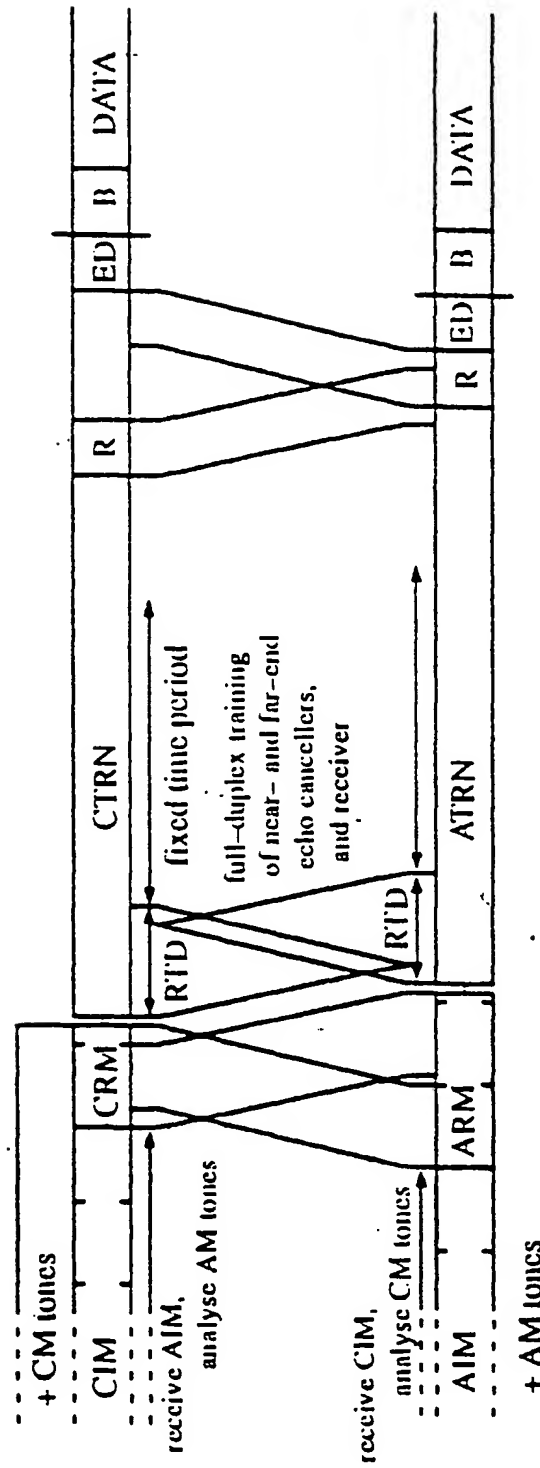 + CM tones
CIM
CRM
CTRN
R
ED
B
DATA
receive AIM,
analyse AM tones
RTD
fixed time period
full-duplex training
of near- and far-end
echo cancellers,
and receiver
receive CIM,
analyse CM tones
RTD
AIM
ARM
ATRN
R
ED
B
DATA
+ AM tones